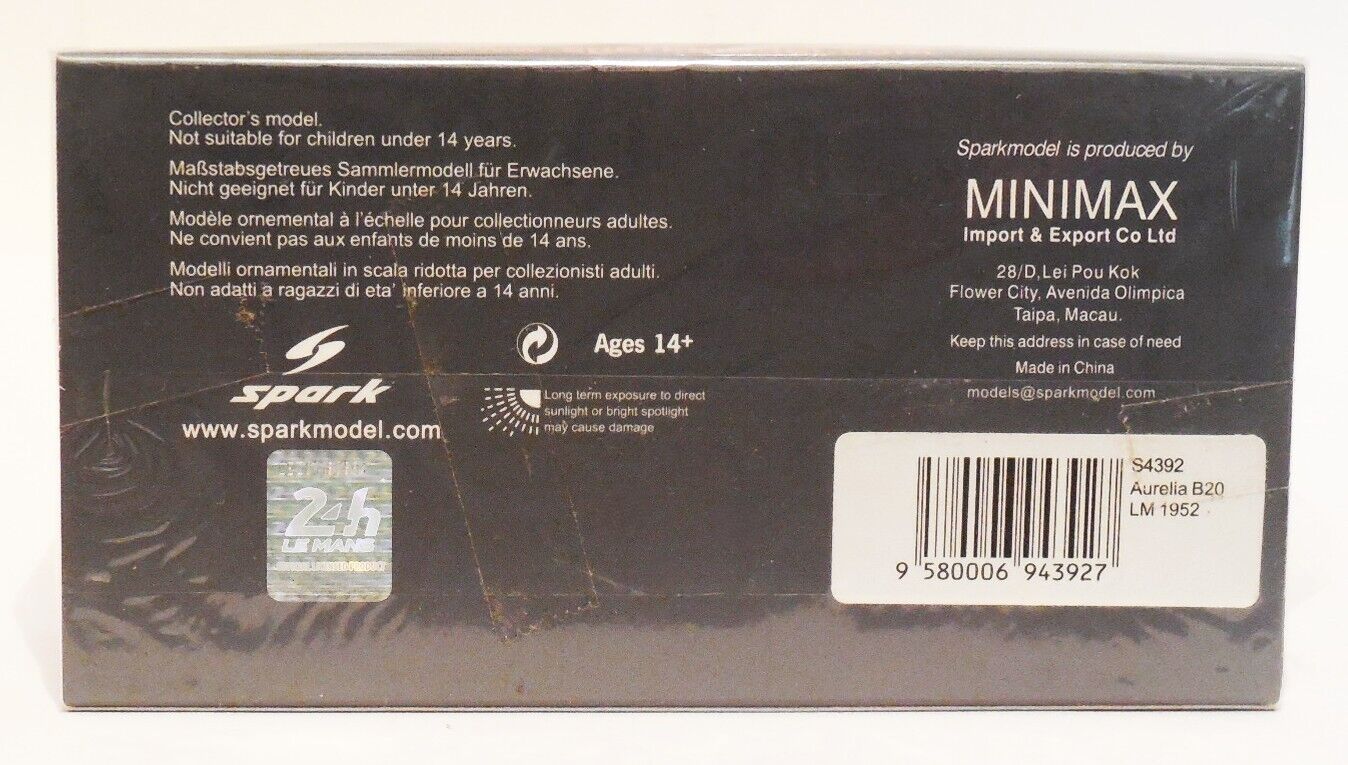 Collector's model.
Not suitable for children under 14 years.
Maßstabsgetreues Sammlermodell für Erwachsene.
Nicht geeignet für Kinder unter 14 Jahren.
Modèle ornemental à l'échelle pour collectionneurs adultes.
Ne convient pas aux enfants de moins de 14 ans.
Modelli ornamentali in scala ridotta per collezionisti adulti.
Non adatti a ragazzi di eta' inferiore a 14 anni.
spark
www.sparkmodel.com
Ages 14+
Long term exposure to direct
sunlight or bright spotlight
may cause damage
24h
LE MANS
Sparkmodel is produced by
MINIMAX
Import & Export Co Ltd
28/D,Lei Pou Kok
Flower City, Avenida Olimpica
Taipa, Macau.
Keep this address in case of need
Made in China
models@sparkmodel.com
S4392
Aurelia B20
LM 1952
9 580006 943927